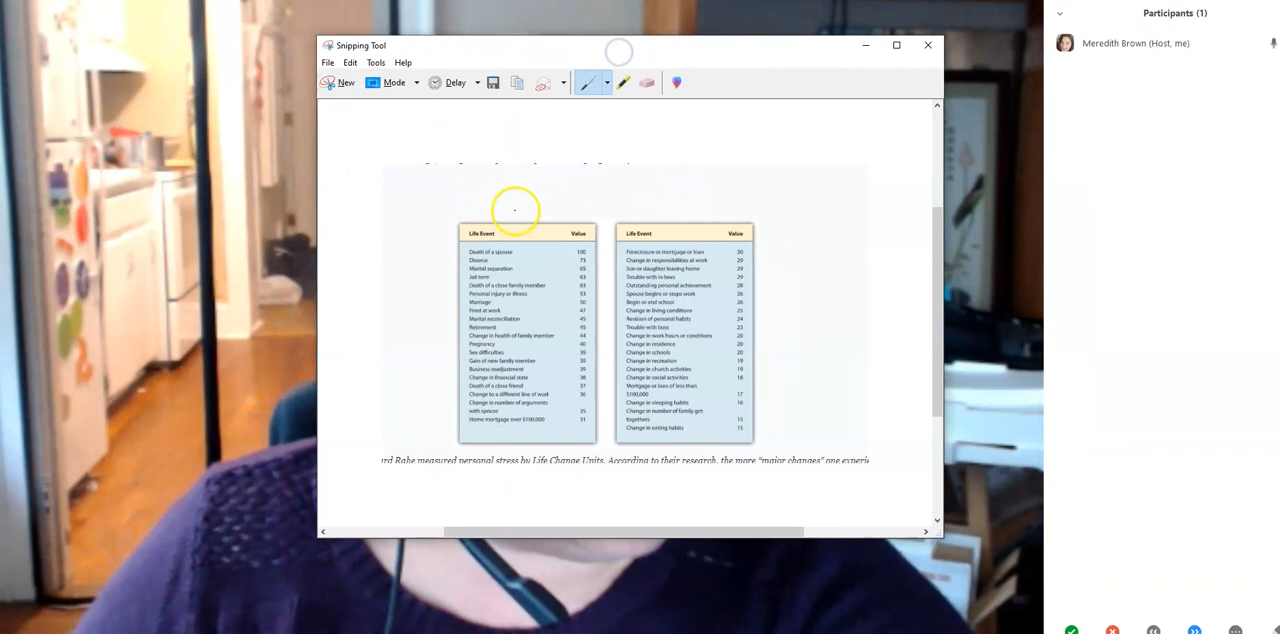 Participants (1)
Meredith Brown (Host, me)
Snipping Tool
File Edit Tools Help
New Mode Delay
Life Event Value
Death of a spouse 100
Divorce 73
Marital separation 65
Jail term 63
Death of a close family member 63
Personal injury or illness 53
Marriage 50
Fired at work 47
Marital reconciliation 45
Retirement 45
Change in health of family member 44
Pregnancy 40
Sex difficulties 39
Gain of new family member 39
Business readjustment 39
Change in financial state 38
Death of a close friend 37
Change to a different line of work 36
Change in number of arguments
with spouse 35
Home mortgage over $100,000 31
Life Event Value
Foreclosure or mortgage or loan 30
Change in responsibilities at work 29
Son or daughter leaving home 29
Trouble with in-laws 29
Outstanding personal achievement 28
Spouse begins or stops work 26
Begin or end school 26
Change in living conditions 25
Revision of personal habits 24
Trouble with boss 23
Change in work hours or conditions 20
Change in residence 20
Change in schools 20
Change in recreation 19
Change in church activities 19
Change in social activities 18
Mortgage or loan of less than
$100,000 17
Change in sleeping habits 16
Change in number of family get-
togethers 15
Change in eating habits 15
rd Rahe measured personal stress by Life Change Units. According to their research, the more "major changes" one experie